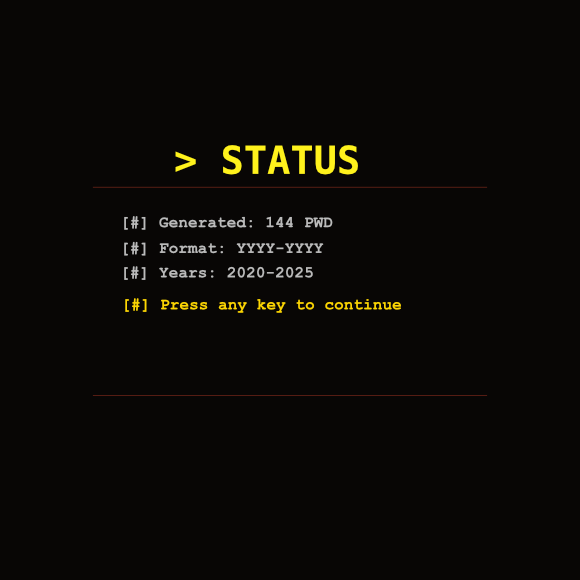 > STATUS
[#] Generated: 144 PWD
[#] Format: YYYY-YYYY
[#] Years: 2020-2025
[#] Press any key to continue